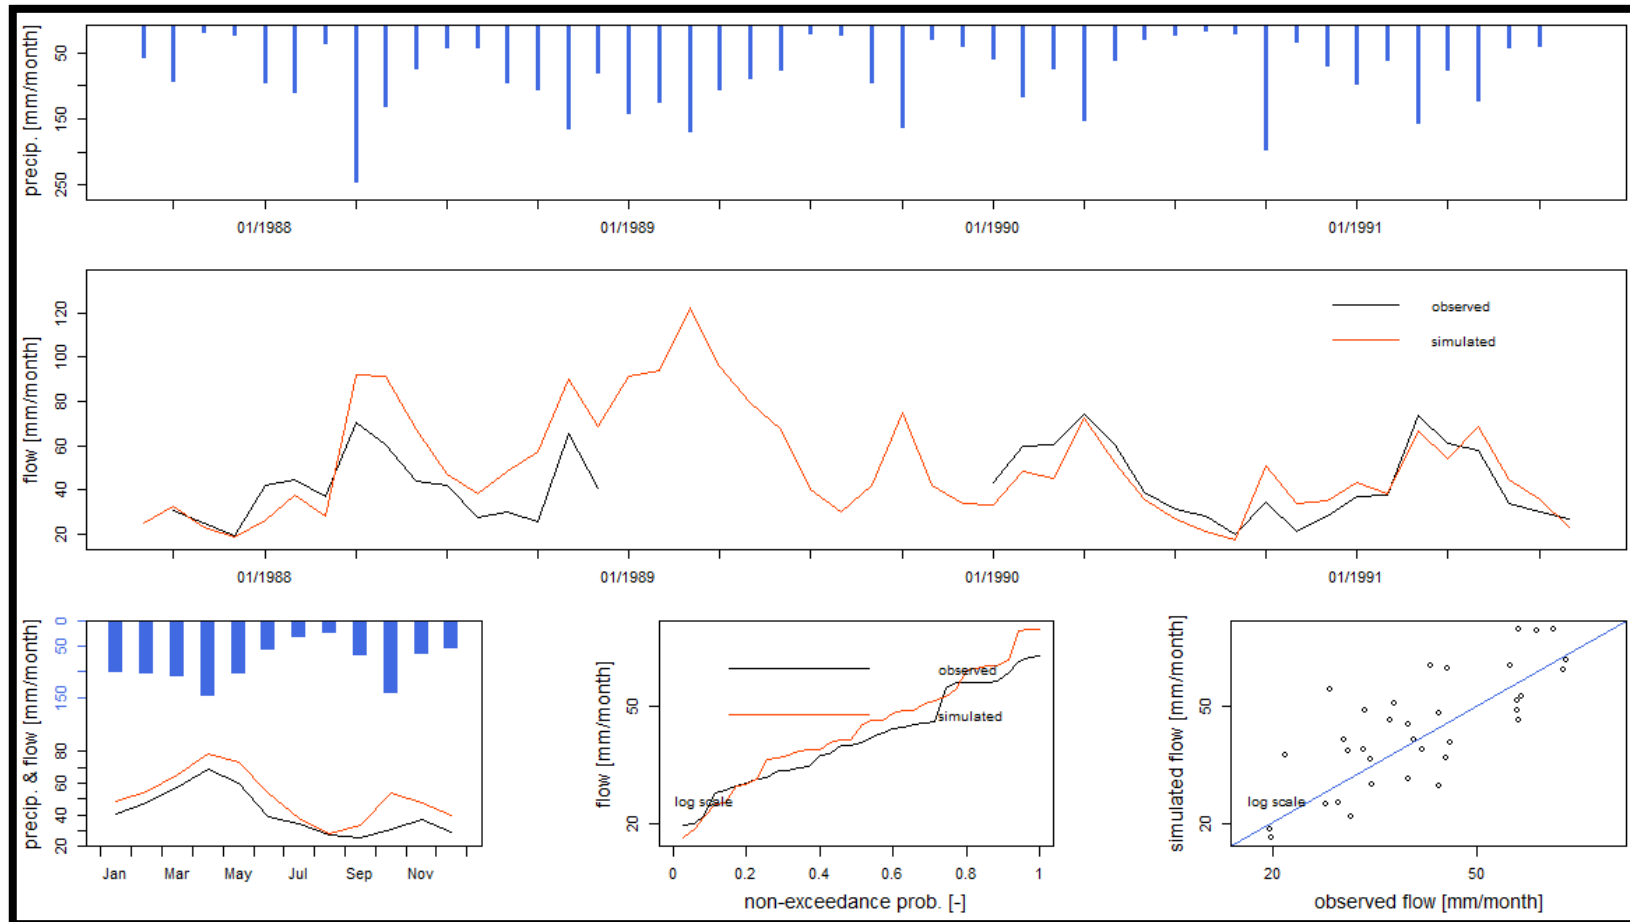 precip. [mm/month]
50
150
250
01/1988
01/1989
01/1990
01/1991
flow [mm/month]
120
100
80
60
40
20
observed
simulated
01/1988
01/1989
01/1990
01/1991
precip. & flow [mm/month]
0
50
150
80
60
40
20
Jan
Mar
May
Jul
Sep
Nov
flow [mm/month]
50
20
observed
simulated
log scale
0
0.2
0.4
0.6
0.8
1
non-exceedance prob. [-]
simulated flow [mm/month]
50
20
log scale
20
50
observed flow [mm/month]